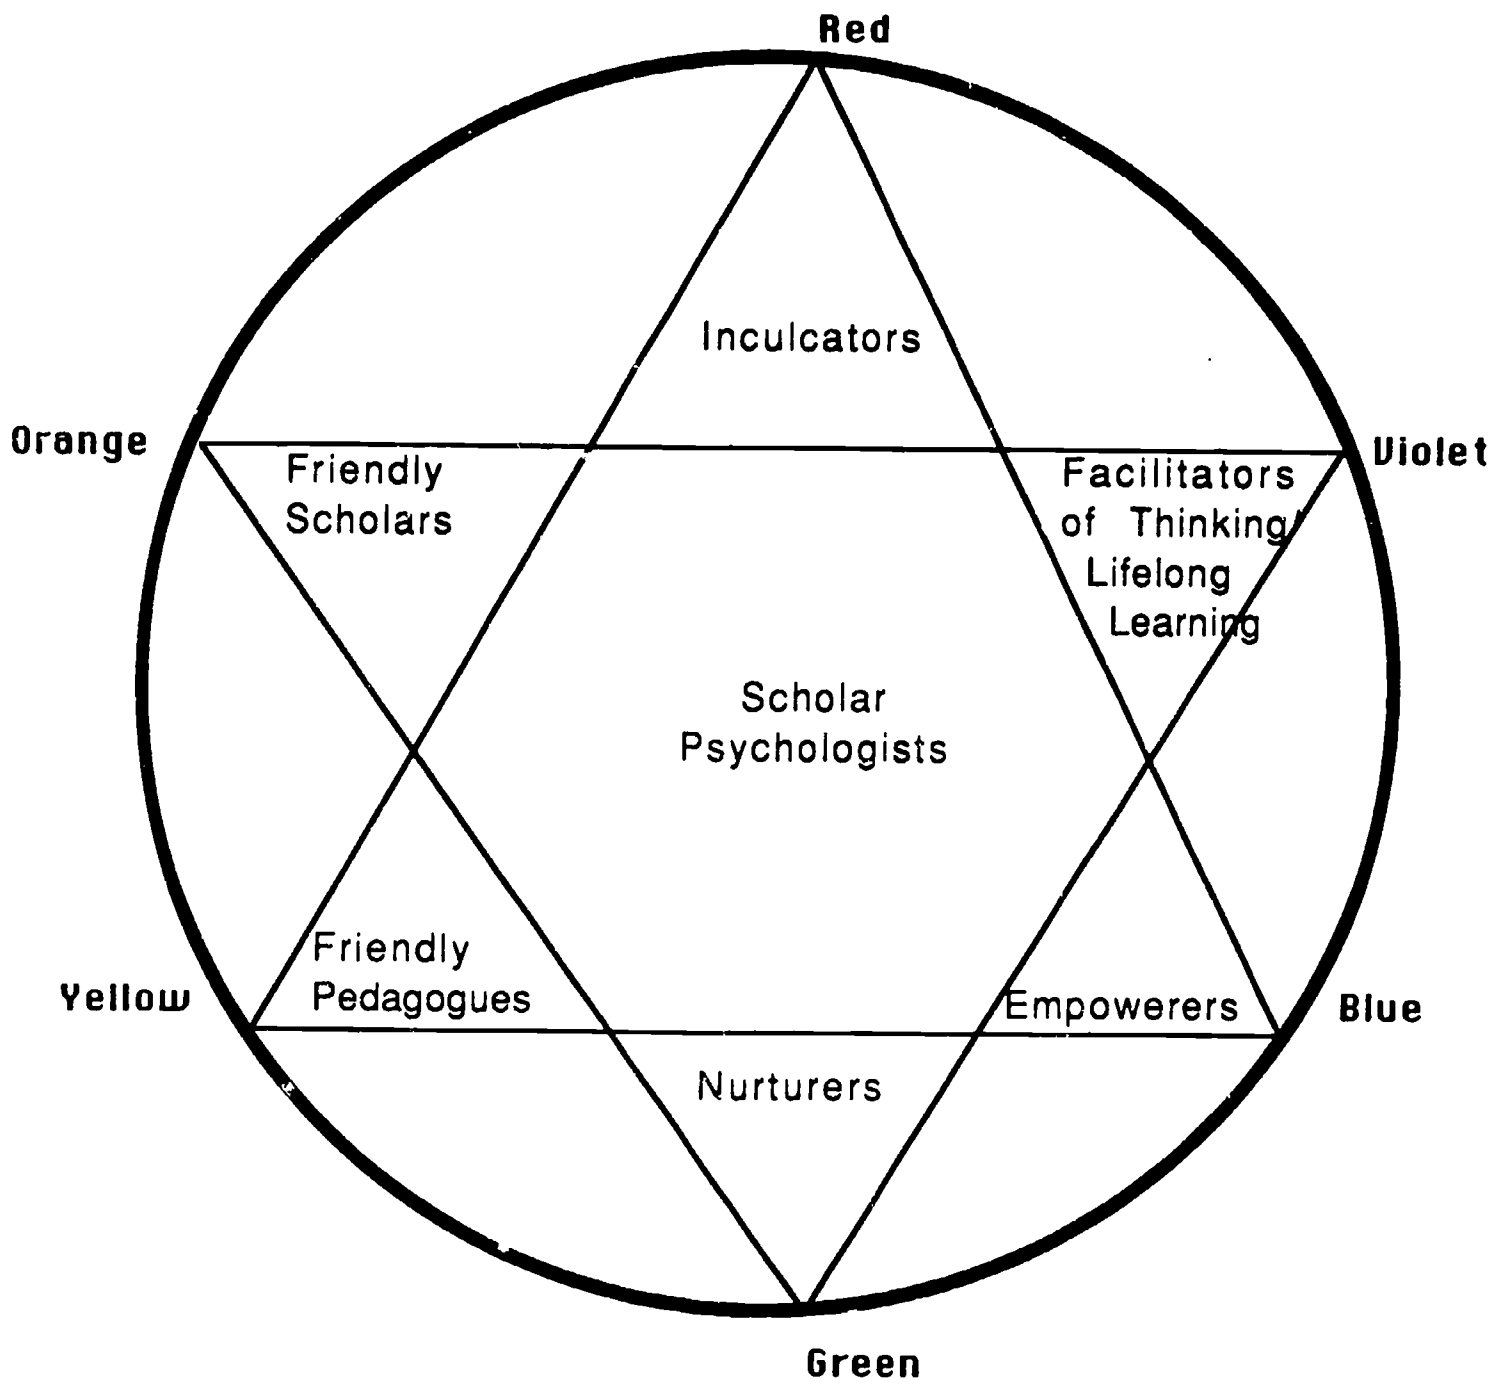 Red
Inculcators
Orange
Violet
Friendly
Scholars
Facilitators
of Thinking/
Lifelong
Learning
Scholar
Psychologists
Friendly
Pedagogues
Yellow
Empowerers
Blue
Nurturers
Green